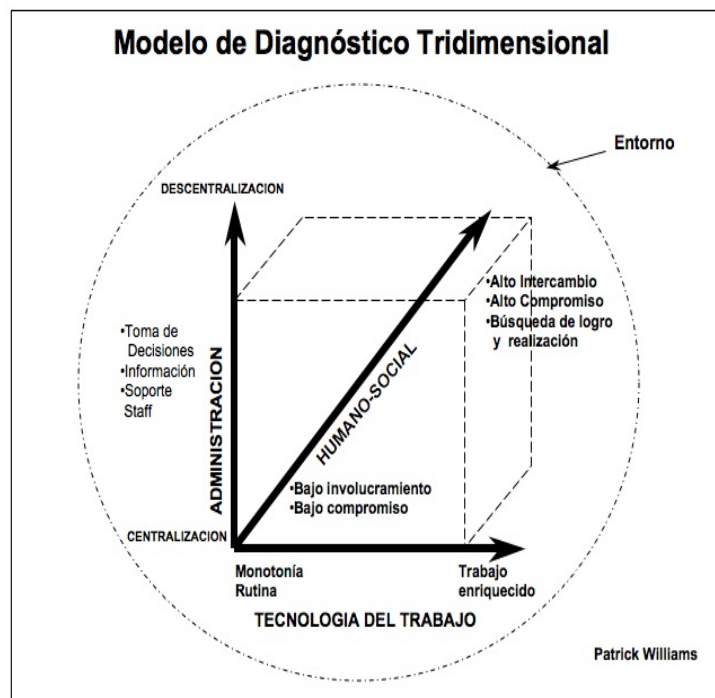 Modelo de Diagnóstico Tridimensional
Entorno
DESCENTRALIZACION
•Alto Intercambio
•Alto Compromiso
•Búsqueda de logro
y realización
•Toma de
Decisiones
•Información
•Soporte
Staff
ADMINISTRACION
HUMANO-SOCIAL
•Bajo involucramiento
•Bajo compromiso
CENTRALIZACION
Monotonía
Rutina
Trabajo
enriquecido
TECNOLOGIA DEL TRABAJO
Patrick Williams